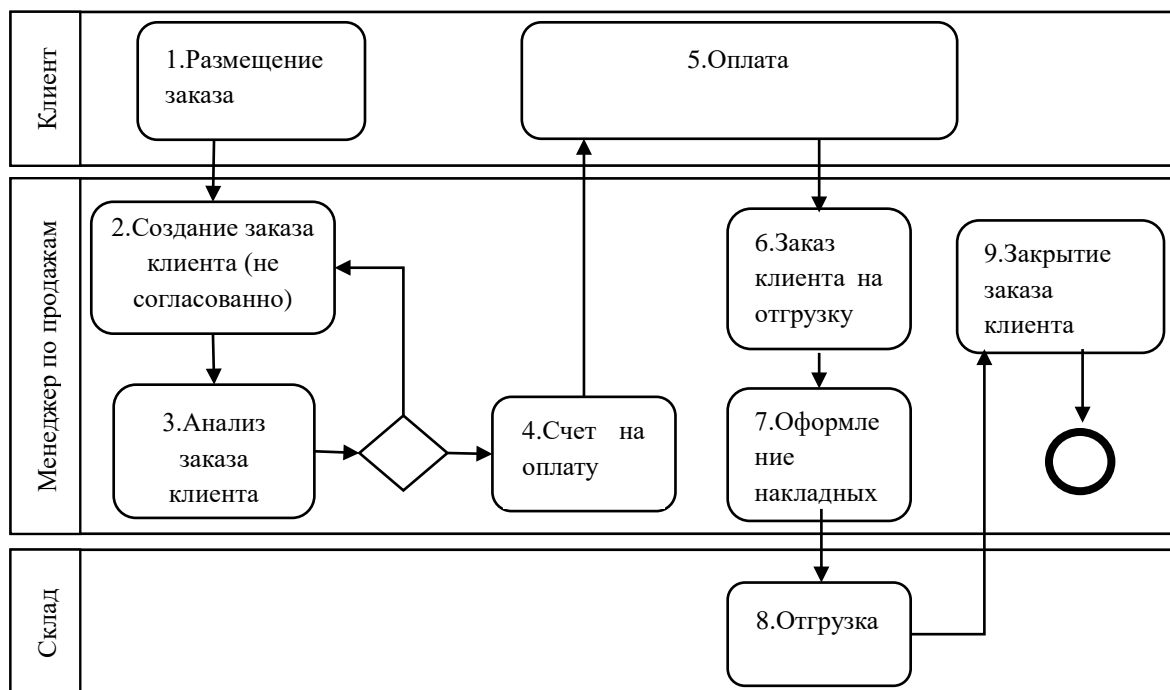 Клиент
1.Размещение
заказа
5.Оплата
Менеджер по продажам
2.Создание заказа
клиента (не
согласованно)
3.Анализ
заказа
клиента
4.Счет на
оплату
6.Заказ
клиента на
отгрузку
7.Оформле
ние
накладных
9.Закрытие
заказа
клиента
Склад
8.Отгрузка